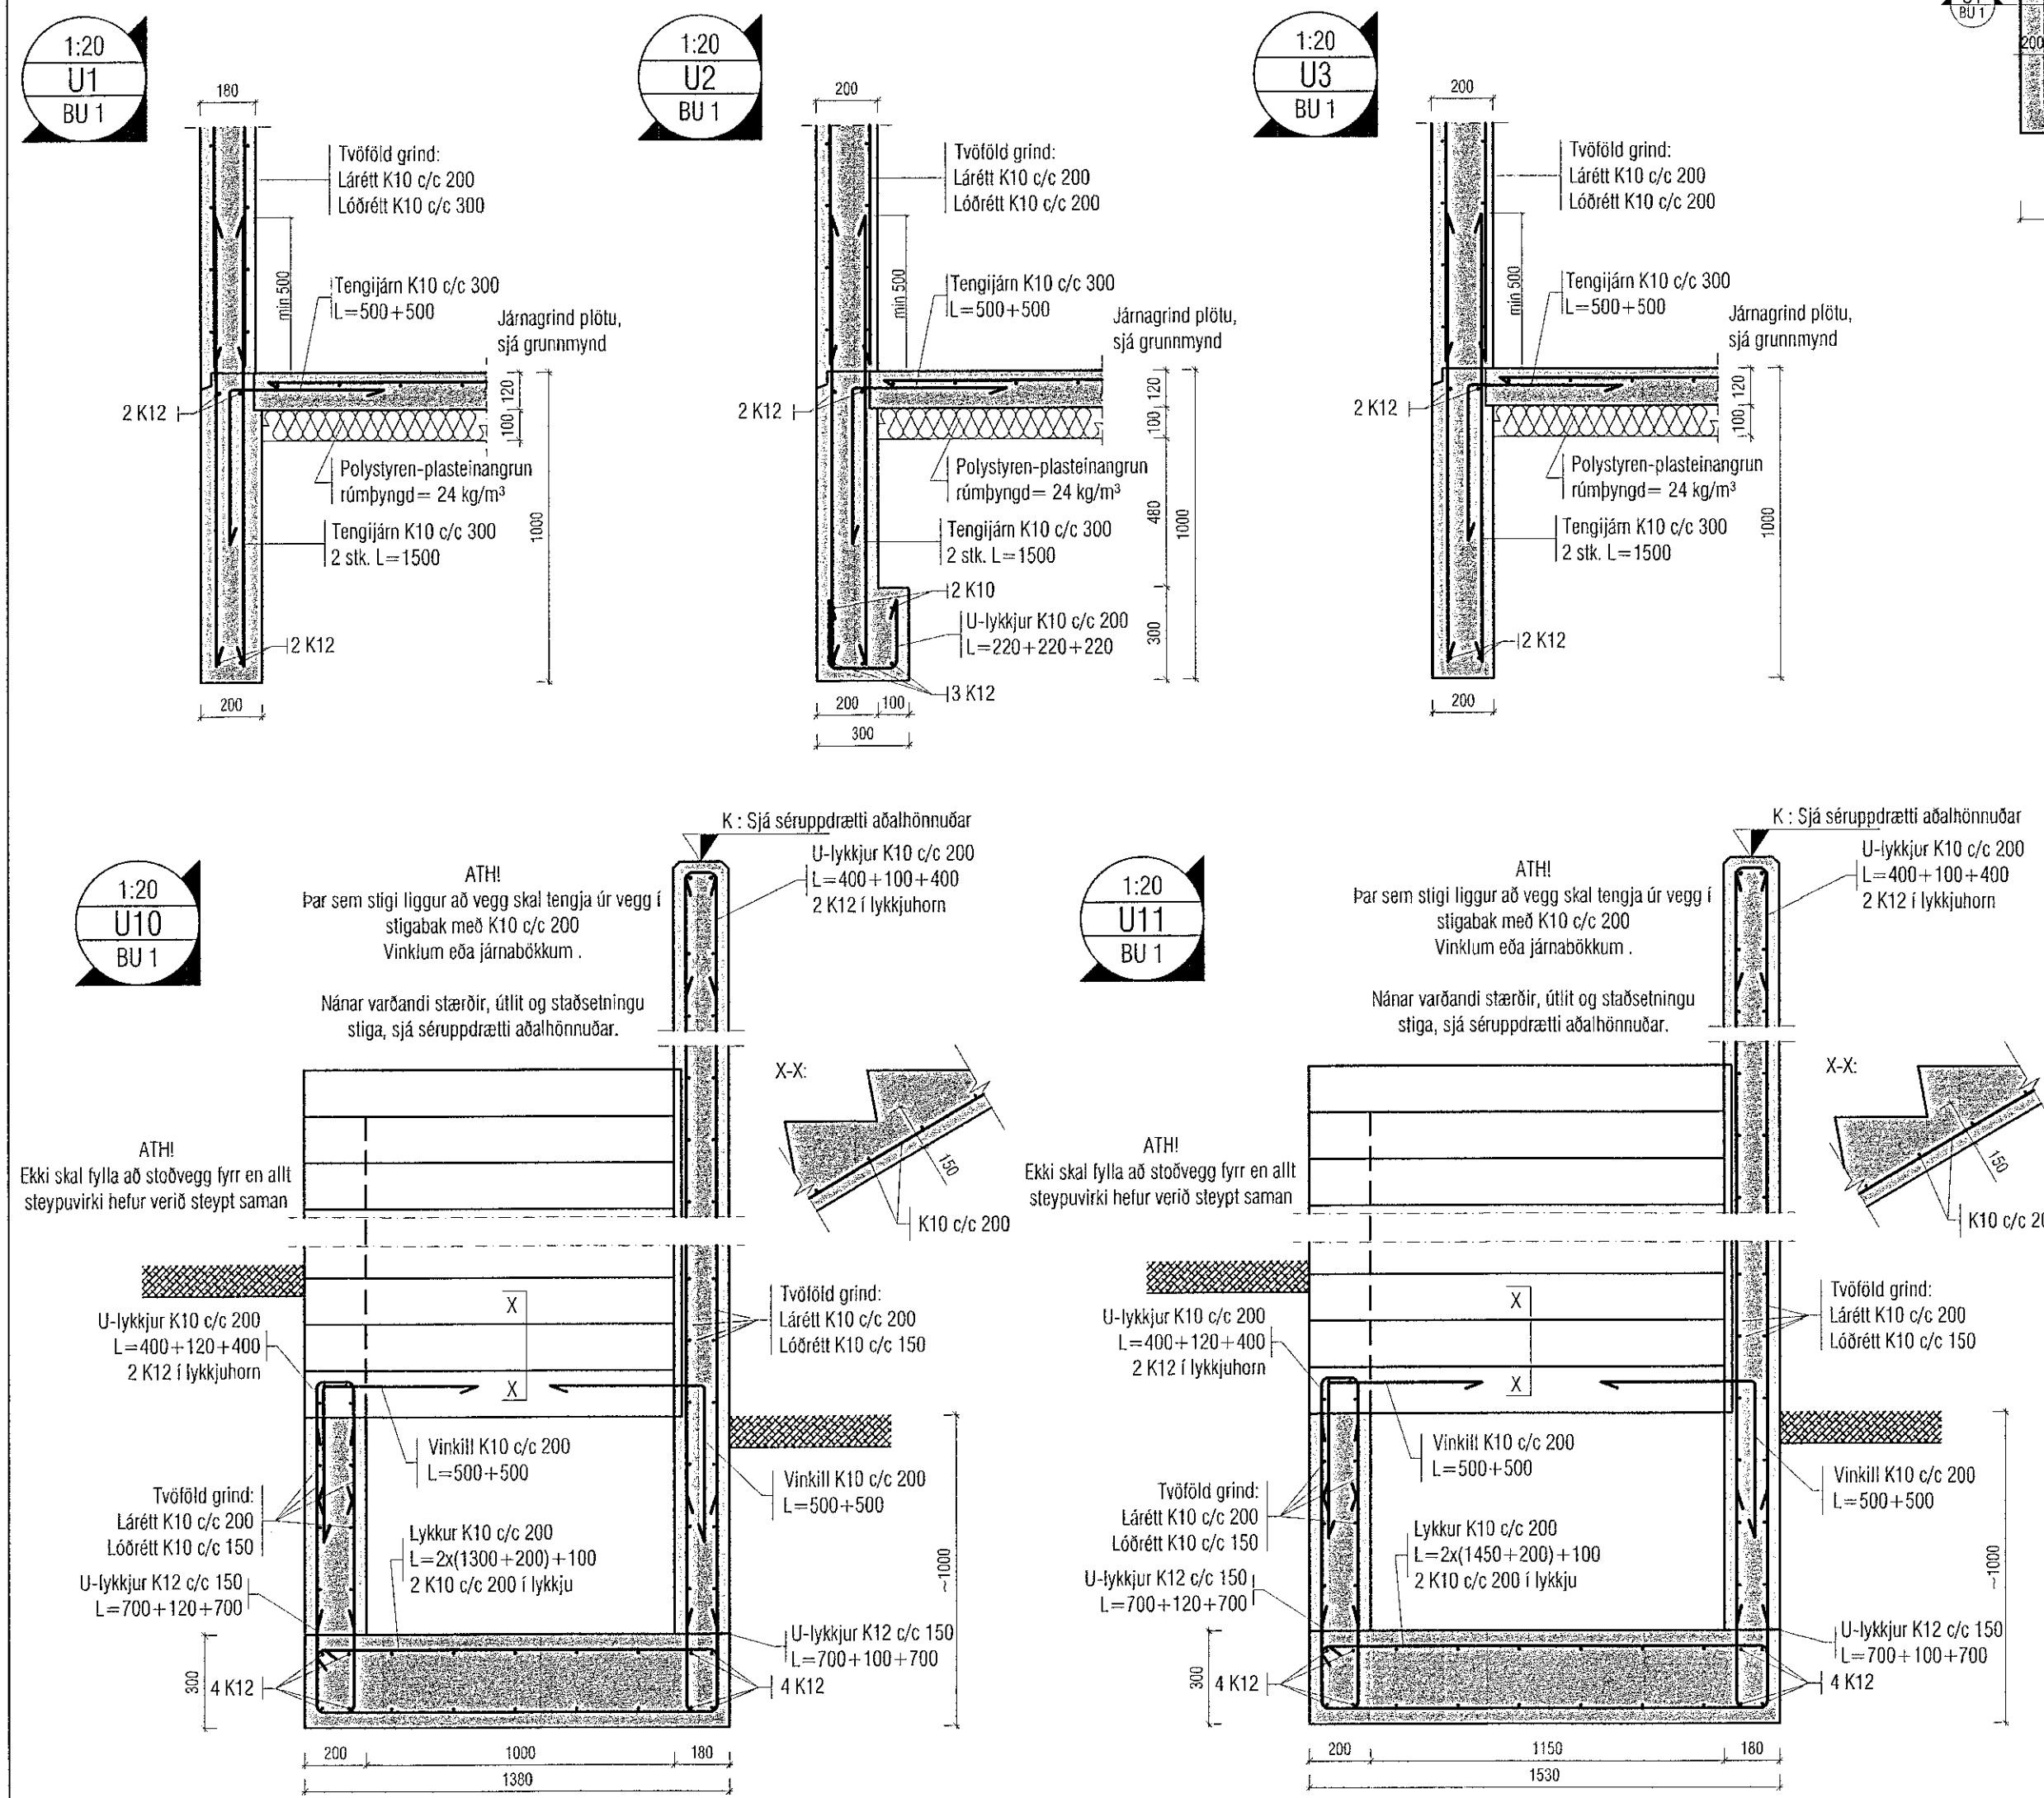 1:20
U1
BU 1
180
Tvöföld grind:
Lárétt K10 c/c 200
Lóðrétt K10 c/c 300
min 500
Tengijárn K10 c/c 300
L=500+500
Járnagrind plötu,
sjá grunnmynd
2 K12
120
100
1000
Polystyren-plasteinangrun
rúmþyngd= 24 kg/m³
Tengijárn K10 c/c 300
2 stk. L=1500
2 K12
200
1:20
U2
BU 1
200
Tvöföld grind:
Lárétt K10 c/c 200
Lóðrétt K10 c/c 200
min 500
Tengijárn K10 c/c 300
L=500+500
Járnagrind plötu,
sjá grunnmynd
2 K12
120
100
480
300
1000
Polystyren-plasteinangrun
rúmþyngd= 24 kg/m³
Tengijárn K10 c/c 300
2 stk. L=1500
2 K10
U-lykkjur K10 c/c 200
L=220+220+220
3 K12
200
100
300
1:20
U3
BU 1
200
Tvöföld grind:
Lárétt K10 c/c 200
Lóðrétt K10 c/c 200
min 500
Tengijárn K10 c/c 300
L=500+500
Járnagrind plötu,
sjá grunnmynd
2 K12
120
100
1000
Polystyren-plasteinangrun
rúmþyngd= 24 kg/m³
Tengijárn K10 c/c 300
2 stk. L=1500
2 K12
200
BU 1
200
1:20
U10
BU 1
ATH!
Þar sem stigi liggur að vegg skal tengja úr vegg í
stigabak með K10 c/c 200
Vinklum eða járnabökkum .
Nánar varðandi stærðir, útlit og staðsetningu
stiga, sjá séruppdrætti aðalhönnuðar.
K : Sjá séruppdrætti aðalhönnuðar
U-lykkjur K10 c/c 200
L=400+100+400
2 K12 í lykkjuhorn
X-X:
150
K10 c/c 200
ATH!
Ekki skal fylla að stoðvegg fyrr en allt
steypuvirki hefur verið steypt saman
X
X
Tvöföld grind:
Lárétt K10 c/c 200
Lóðrétt K10 c/c 150
U-lykkjur K10 c/c 200
L=400+120+400
2 K12 í lykkjuhorn
Vinkill K10 c/c 200
L=500+500
Vinkill K10 c/c 200
L=500+500
Tvöföld grind:
Lárétt K10 c/c 200
Lóðrétt K10 c/c 150
Lykkur K10 c/c 200
L=2x(1300+200)+100
2 K10 c/c 200 í lykkju
U-lykkjur K12 c/c 150
L=700+120+700
U-lykkjur K12 c/c 150
L=700+100+700
~1000
300
4 K12
4 K12
200
1000
180
1380
1:20
U11
BU 1
ATH!
Þar sem stigi liggur að vegg skal tengja úr vegg í
stigabak með K10 c/c 200
Vinklum eða járnabökkum .
Nánar varðandi stærðir, útlit og staðsetningu
stiga, sjá séruppdrætti aðalhönnuðar.
K : Sjá séruppdrætti aðalhönnuðar
U-lykkjur K10 c/c 200
L=400+100+400
2 K12 í lykkjuhorn
X-X:
150
K10 c/c 20
ATH!
Ekki skal fylla að stoðvegg fyrr en allt
steypuvirki hefur verið steypt saman
X
X
Tvöföld grind:
Lárétt K10 c/c 200
Lóðrétt K10 c/c 150
U-lykkjur K10 c/c 200
L=400+120+400
2 K12 í lykkjuhorn
Vinkill K10 c/c 200
L=500+500
Vinkill K10 c/c 200
L=500+500
Tvöföld grind:
Lárétt K10 c/c 200
Lóðrétt K10 c/c 150
Lykkur K10 c/c 200
L=2x(1450+200)+100
2 K10 c/c 200 í lykkju
U-lykkjur K12 c/c 150
L=700+120+700
U-lykkjur K12 c/c 150
L=700+100+700
~1000
300
4 K12
4 K12
200
1150
180
1530